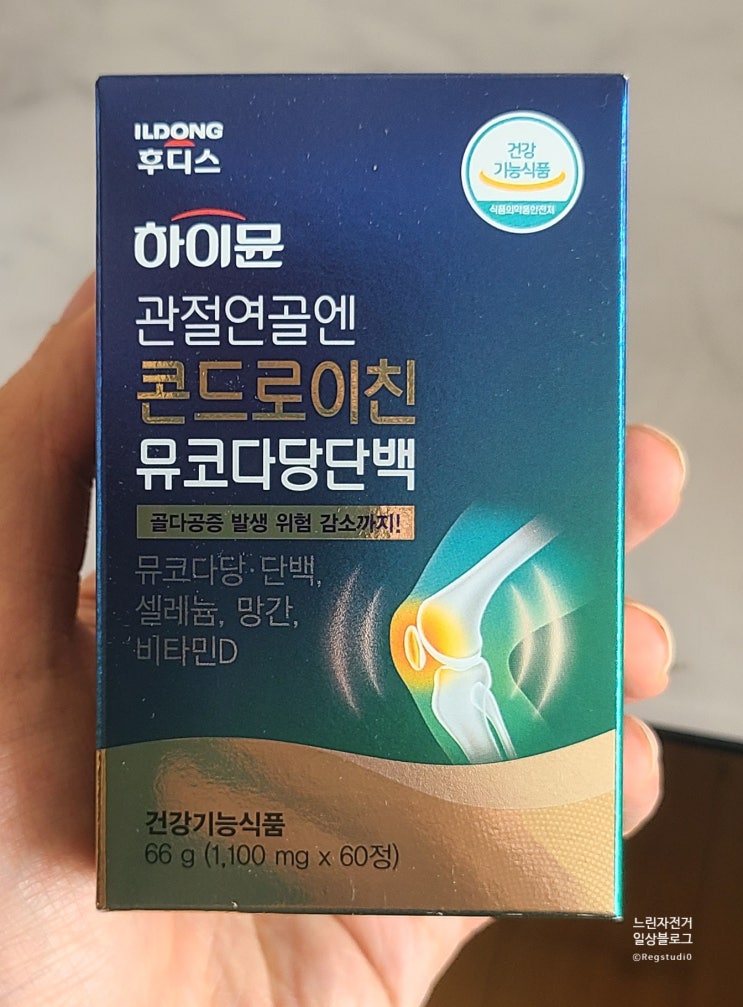 ILDONG
후디스
건강
기능식품
식품의약품안전처
하이뮨
관절연골엔
콘드로이친
뮤코다당단백
골다공증 발생 위험 감소까지!
뮤코다당·단백,
셀레늄, 망간,
비타민D
건강기능식품
66 g (1,100 mg x 60정)
느린자전거
일상블로그
©Regstudi0